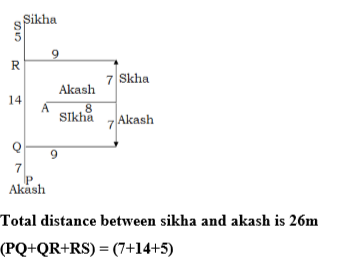 Sikha
S
5
9
R
7 Skha
Akash
14
A
8
SIkha
7 Akash
Q
9
7
P
Akash
Total distance between sikha and akash is 26m
(PQ+QR+RS) = (7+14+5)